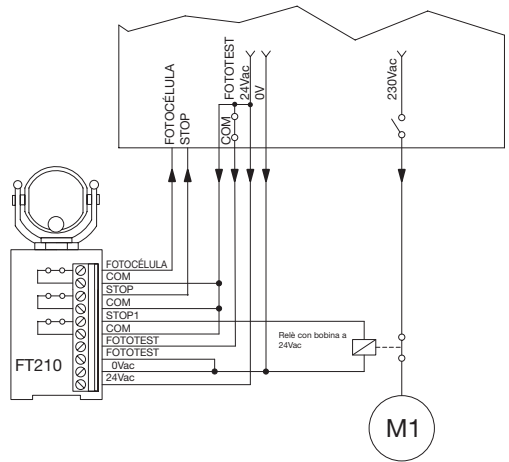 FOTOCÉLULA
STOP
COM
FOTOTEST
24Vac
0V
230Vac
FOTOCÉLULA
COM
STOP
COM
STOP1
COM
FOTOTEST
FOTOTEST
0Vac
24Vac
FT210
Relè con bobina a
24Vac
M1